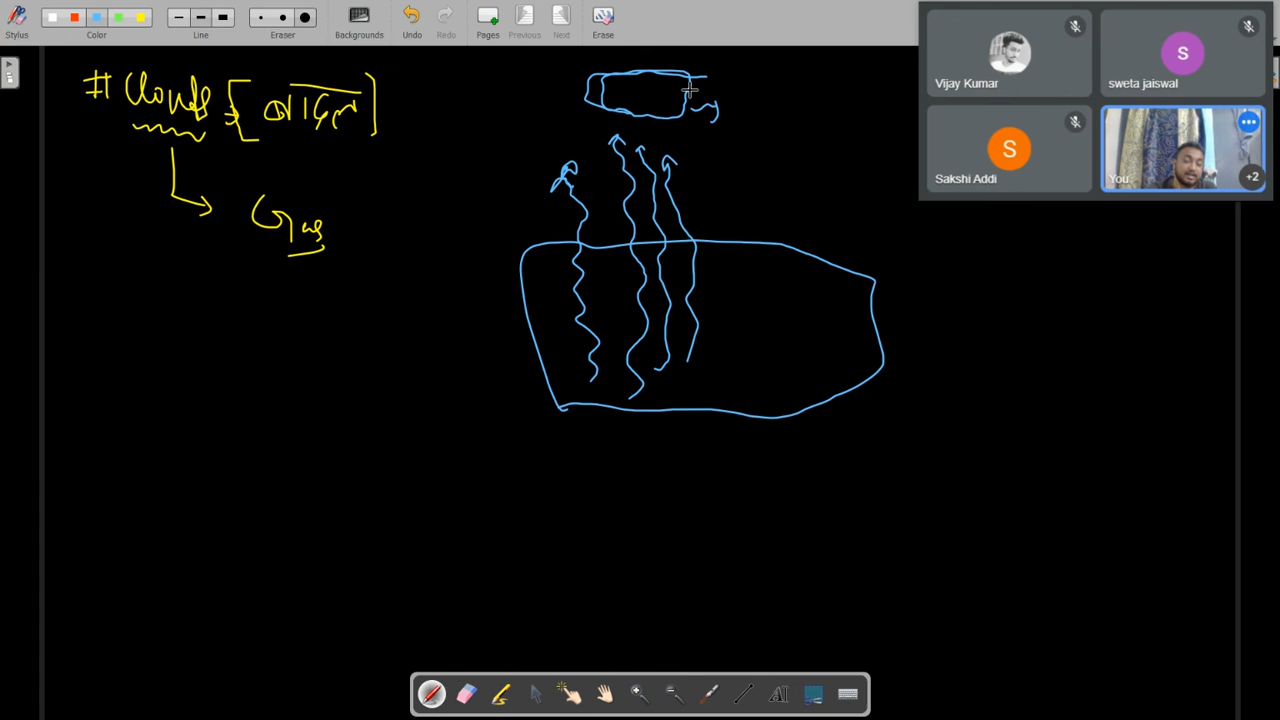 Stylus
Color
Line
Eraser
Backgrounds
Undo
Redo
Pages
Previous
Next
Erase
Vijay Kumar
sweta jaiswal
S
Sakshi Addi
S
You
+2
# Clouds
Gas
AI